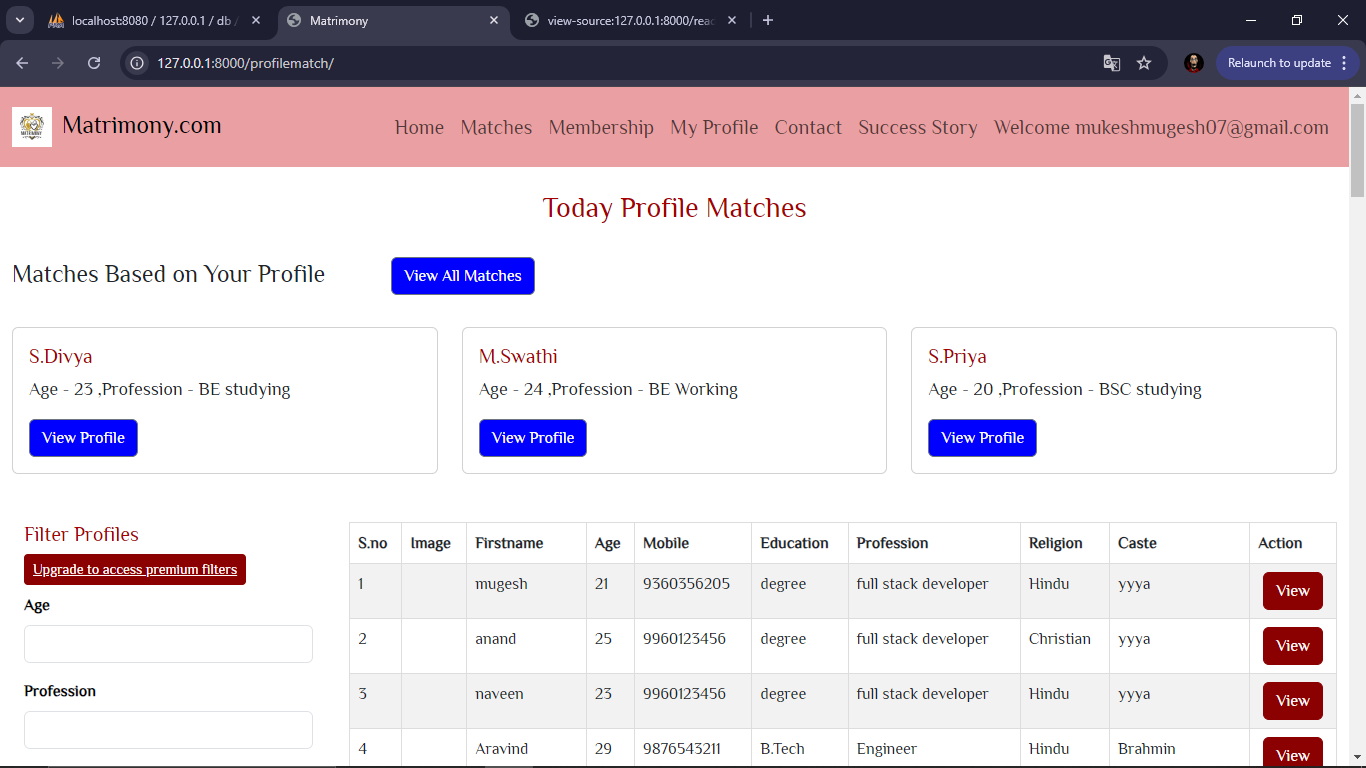 localhost:8080 / 127.0.0.1 / db /
Matrimony
view-source:127.0.0.1:8000/read
127.0.0.1:8000/profilematch/
Relaunch to update
MATRIMONY
Matrimony.com
Home Matches Membership My Profile Contact Success Story Welcome mukeshmugesh07@gmail.com
Today Profile Matches
Matches Based on Your Profile View All Matches
S.Divya
Age - 23 ,Profession - BE studying
View Profile
M.Swathi
Age - 24 ,Profession - BE Working
View Profile
S.Priya
Age - 20 ,Profession - BSC studying
View Profile
Filter Profiles
Upgrade to access premium filters
Age
Profession
S.no Image Firstname Age Mobile Education Profession Religion Caste Action
1 mugesh 21 9360356205 degree full stack developer Hindu yyya View
2 anand 25 9960123456 degree full stack developer Christian yyya View
3 naveen 23 9960123456 degree full stack developer Hindu yyya View
4 Aravind 29 9876543211 B.Tech Engineer Hindu Brahmin View